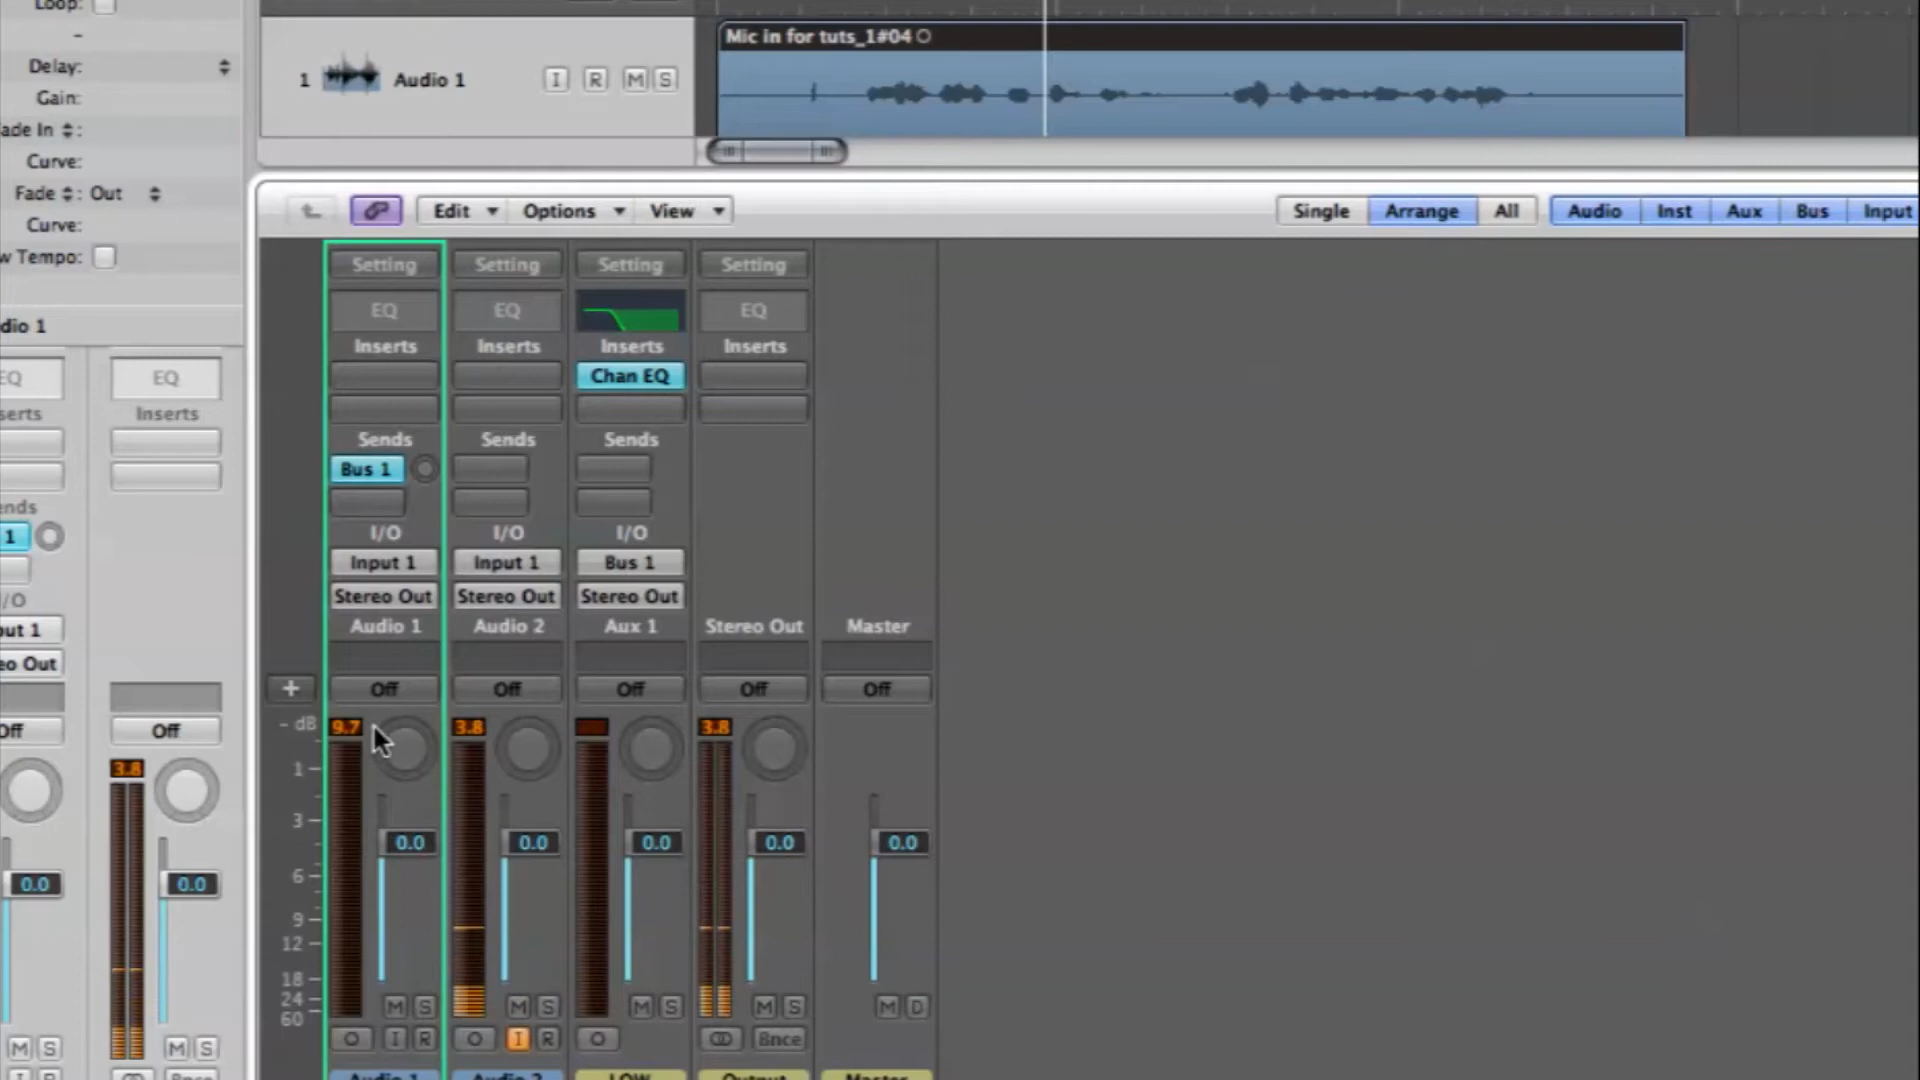 Loop:
Delay:
Gain:
ade In :
Curve:
Fade : Out
Curve:
w Tempo:
dio 1
EQ EQ
serts Inserts
ends
1
/O
out 1
eo Out
Off Off
3.8
0.0 0.0
M S M S
1 Audio 1 I R M S
Mic in for tuts_1#04
Edit Options View Single Arrange All Audio Inst Aux Bus Input
Setting Setting Setting Setting
EQ EQ EQ
Inserts Inserts Inserts Inserts
Chan EQ
Sends Sends Sends
Bus 1
I/O I/O I/O
Input 1 Input 1 Bus 1
Stereo Out Stereo Out Stereo Out
Audio 1 Audio 2 Aux 1 Stereo Out Master
+ Off Off Off Off Off
- dB 9.7 3.8 3.8
1
3
0.0 0.0 0.0 0.0 0.0
6
9
12
18
24 M S M S M S M S M D
60
I R I R Bnce
Audio 1 Audio 2 LOW Output Master